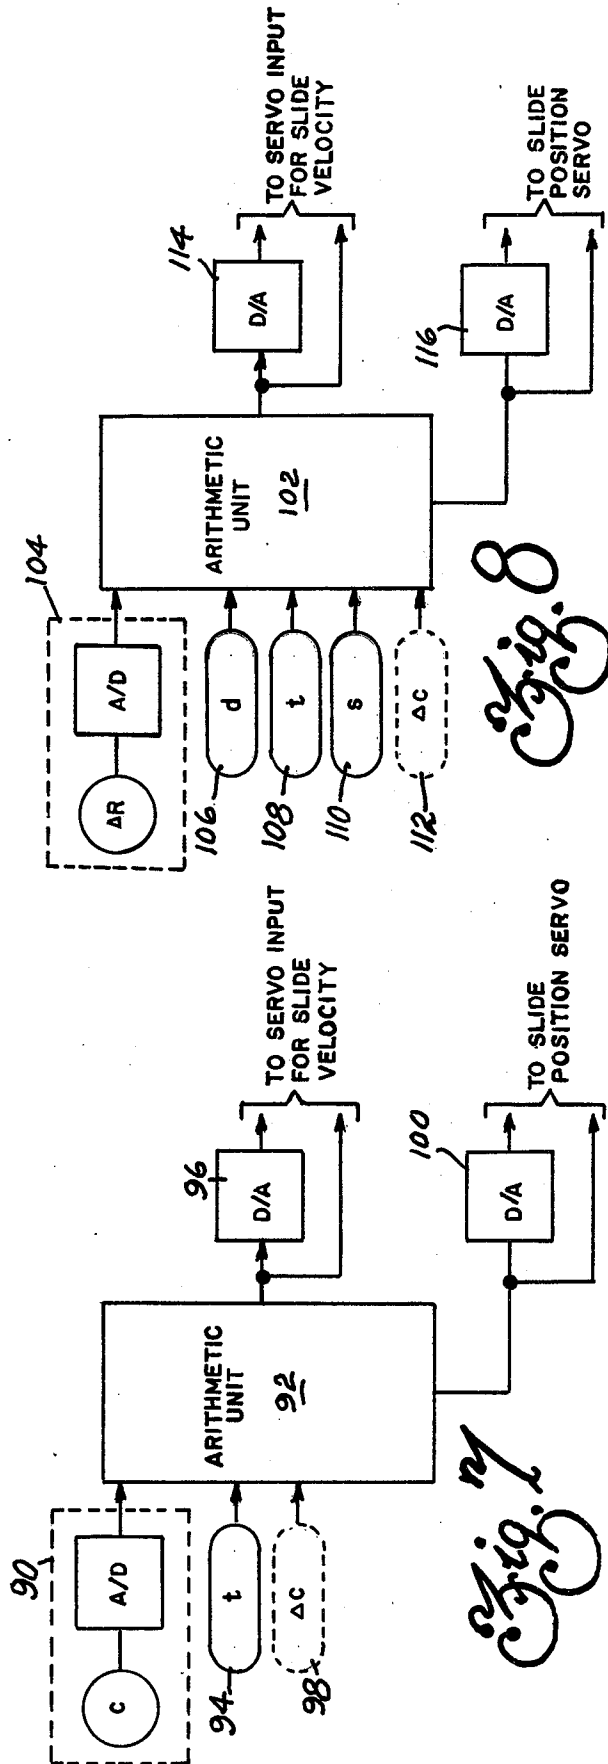 90
C
A/D
94
t
98
ΔC
ARITHMETIC
UNIT
92
96
D/A
TO SERVO INPUT
FOR SLIDE
VELOCITY
100
D/A
TO SLIDE
POSITION SERVO
Fig. 7
104
ΔR
A/D
106
d
108
t
110
s
112
ΔC
ARITHMETIC
UNIT
102
114
D/A
TO SERVO INPUT
FOR SLIDE
VELOCITY
116
D/A
TO SLIDE
POSITION
SERVO
Fig. 8